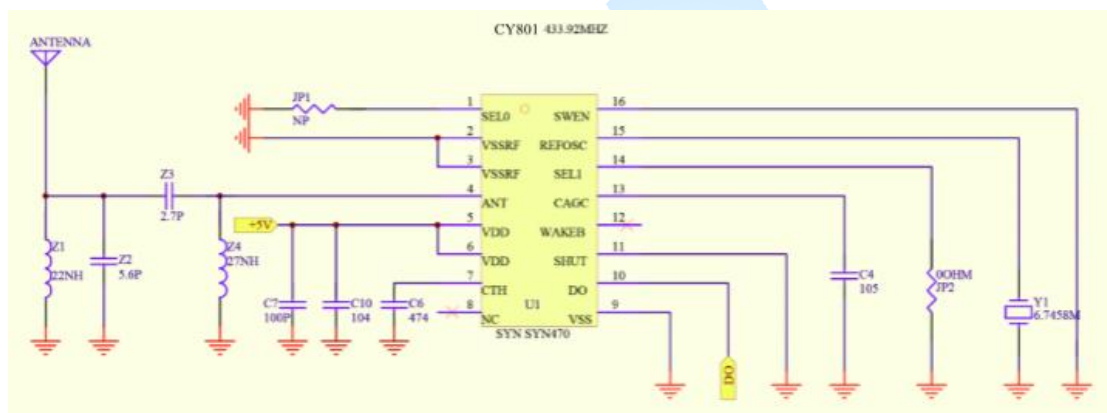 CY801 433.92MHZ
ANTENNA
JP1
NP
1
SEL0
2
VSSRF
3
VSSRF
4
ANT
5
VDD
6
VDD
7
CTH
8
NC
16
SWEN
15
REFOSC
14
SEL1
13
CAGC
12
WAKEB
11
SHUT
10
DO
9
VSS
U1
SYN SYN470
Z3
2.7P
+5V
Z1
22NH
Z2
5.6P
Z4
27NH
C7
100P
C10
104
C6
474
DO
C4
105
0OHM
JP2
Y1
6.7458M